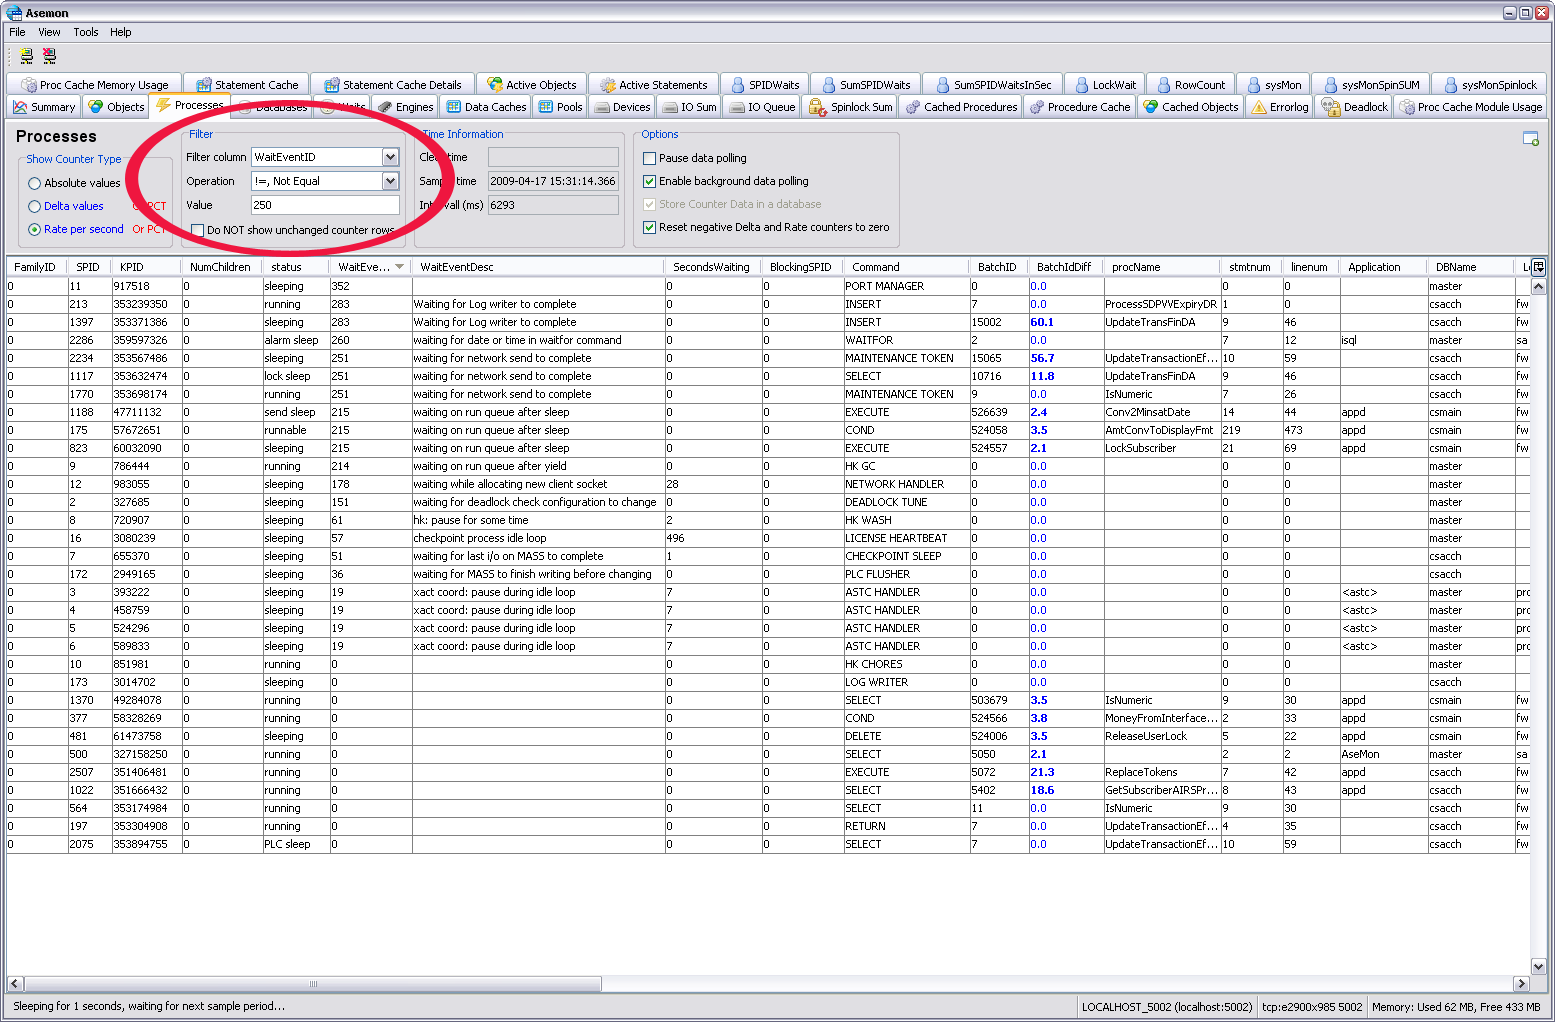 Asemon
File View Tools Help
Proc Cache Memory Usage Statement Cache Statement Cache Details Active Objects Active Statements SPIDWaits SumSPIDWaits SumSPIDWaitsInSec LockWait RowCount sysMon sysMonSpinSUM sysMonSpinlock
Summary Objects Processes Databases Waits Engines Data Caches Pools Devices IO Sum IO Queue Spinlock Sum Cached Procedures Procedure Cache Cached Objects Errorlog Deadlock Proc Cache Module Usage
Processes
Show Counter Type
Absolute values
Delta values Or PCT
Rate per second Or PCT
Filter
Filter column WaitEventID
Operation !=, Not Equal
Value 250
Do NOT show unchanged counter rows
Time Information
Clear time
Sample time 2009-04-17 15:31:14.366
Intervall (ms) 6293
Options
Pause data polling
Enable background data polling
Store Counter Data in a database
Reset negative Delta and Rate counters to zero
FamilyID SPID KPID NumChildren status WaitEve... WaitEventDesc SecondsWaiting BlockingSPID Command BatchID BatchIdDiff procName stmtnum linenum Application DBName
0 11 917518 0 sleeping 352 0 0 PORT MANAGER 0 0.0 0 0 master
0 213 353239350 0 running 283 Waiting for Log writer to complete 0 0 INSERT 7 0.0 ProcessSDPVVExpiryDR 1 0 csacch fw
0 1397 353371386 0 sleeping 283 Waiting for Log writer to complete 0 0 INSERT 15002 60.1 UpdateTransFinDA 9 46 csacch fw
0 2286 359597326 0 alarm sleep 260 waiting for date or time in waitfor command 0 0 WAITFOR 2 0.0 7 12 isql master sa
0 2234 353567486 0 sleeping 251 waiting for network send to complete 0 0 MAINTENANCE TOKEN 15065 56.7 UpdateTransactionEf... 10 59 csacch fw
0 1117 353632474 0 lock sleep 251 waiting for network send to complete 0 0 SELECT 10716 11.8 UpdateTransFinDA 9 46 csacch fw
0 1770 353698174 0 running 251 waiting for network send to complete 0 0 MAINTENANCE TOKEN 9 0.0 IsNumeric 7 26 csacch fw
0 1188 47711132 0 send sleep 215 waiting on run queue after sleep 0 0 EXECUTE 526639 2.4 Conv2MinsatDate 14 44 appd csmain fw
0 175 57672651 0 runnable 215 waiting on run queue after sleep 0 0 COND 524058 3.5 AmtConvToDisplayFmt 219 473 appd csmain fw
0 823 60032090 0 sleeping 215 waiting on run queue after sleep 0 0 EXECUTE 524557 2.1 LockSubscriber 21 69 appd csmain fw
0 9 786444 0 running 214 waiting on run queue after yield 0 0 HK GC 0 0.0 0 0 master
0 12 983055 0 sleeping 178 waiting while allocating new client socket 28 0 NETWORK HANDLER 0 0.0 0 0 master
0 2 327685 0 sleeping 151 waiting for deadlock check configuration to change 0 0 DEADLOCK TUNE 0 0.0 0 0 master
0 8 720907 0 sleeping 61 hk: pause for some time 2 0 HK WASH 0 0.0 0 0 master
0 16 3080239 0 sleeping 57 checkpoint process idle loop 496 0 LICENSE HEARTBEAT 0 0.0 0 0 master
0 7 655370 0 sleeping 51 waiting for last i/o on MASS to complete 1 0 CHECKPOINT SLEEP 0 0.0 0 0 csacch
0 172 2949165 0 sleeping 36 waiting for MASS to finish writing before changing 0 0 PLC FLUSHER 0 0.0 0 0 csacch
0 3 393222 0 sleeping 19 xact coord: pause during idle loop 7 0 ASTC HANDLER 0 0.0 0 0 <astc> master prc
0 4 458759 0 sleeping 19 xact coord: pause during idle loop 7 0 ASTC HANDLER 0 0.0 0 0 <astc> master prc
0 5 524296 0 sleeping 19 xact coord: pause during idle loop 7 0 ASTC HANDLER 0 0.0 0 0 <astc> master prc
0 6 589833 0 sleeping 19 xact coord: pause during idle loop 7 0 ASTC HANDLER 0 0.0 0 0 <astc> master prc
0 10 851981 0 running 0 0 0 HK CHORES 0 0.0 0 0 master
0 173 3014702 0 sleeping 0 0 0 LOG WRITER 0 0.0 0 0 csacch
0 1370 49284078 0 running 0 0 0 SELECT 503679 3.5 IsNumeric 9 30 appd csmain fw
0 377 58328269 0 running 0 0 0 COND 524566 3.8 MoneyFromInterface... 2 33 appd csmain fw
0 481 61473758 0 sleeping 0 0 0 DELETE 524006 3.5 ReleaseUserLock 5 22 appd csmain fw
0 500 327158250 0 running 0 0 0 SELECT 5050 2.1 2 2 AseMon master sa
0 2507 351406481 0 running 0 0 0 EXECUTE 5072 21.3 ReplaceTokens 7 42 appd csacch fw
0 1022 351666432 0 running 0 0 0 SELECT 5402 18.6 GetSubscriberAIRSPr... 8 43 appd csacch fw
0 564 353174984 0 running 0 0 0 SELECT 11 0.0 IsNumeric 9 30 csacch fw
0 197 353304908 0 running 0 0 0 RETURN 7 0.0 UpdateTransactionEf... 4 35 csacch fw
0 2075 353894755 0 PLC sleep 0 0 0 SELECT 7 0.0 UpdateTransactionEf... 10 59 csacch fw
Sleeping for 1 seconds, waiting for next sample period... LOCALHOST_5002 (localhost:5002) tcp:e2900x985 5002 Memory: Used 62 MB, Free 433 MB